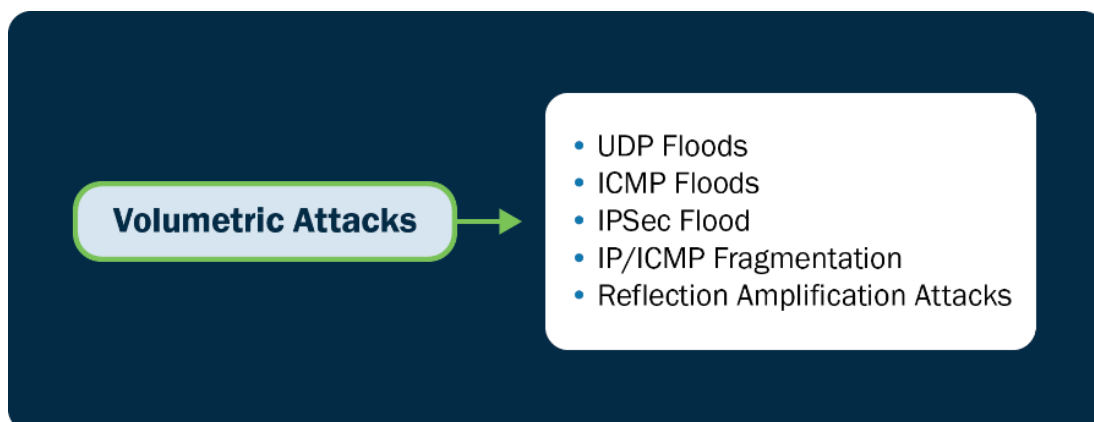 Volumetric Attacks
• UDP Floods
• ICMP Floods
• IPSec Flood
• IP/ICMP Fragmentation
• Reflection Amplification Attacks